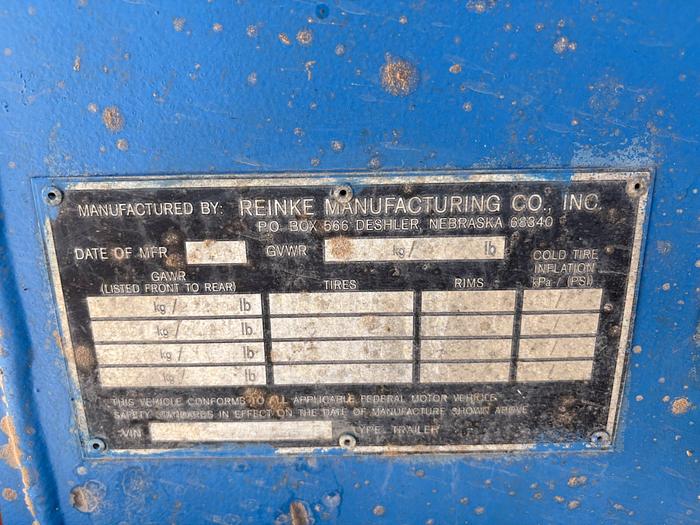 MANUFACTURED BY: REINKE MANUFACTURING CO., INC.
P.O. BOX 566 DESHLER, NEBRASKA 68340
DATE OF MFR GVWR kg/ lb
COLD TIRE
INFLATION
kPa / (PSI)
GAWR
(LISTED FRONT TO REAR) TIRES RIMS
kg / lb /
kg / lb /
kg / lb /
kg / lb /
THIS VEHICLE CONFORMS TO ALL APPLICABLE FEDERAL MOTOR VEHICLE
SAFETY STANDARDS IN EFFECT ON THE DATE OF MANUFACTURE SHOWN ABOVE
VIN TYPE: TRAILER